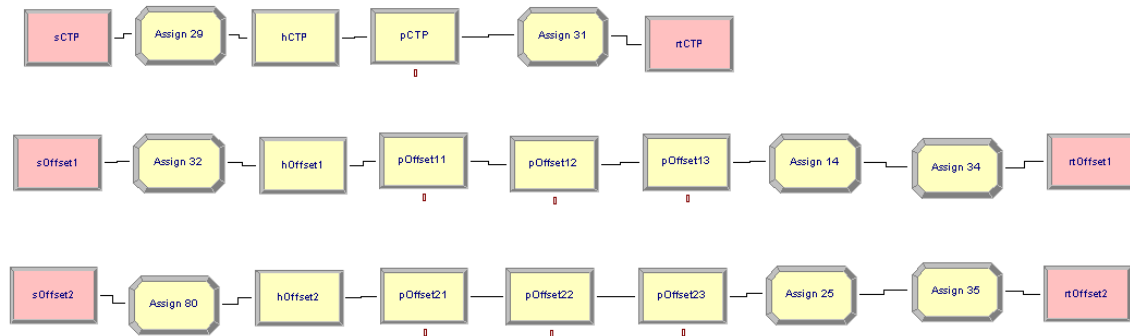 sCTP
Assign 29
hCTP
pCTP
Assign 31
rtCTP
sOffset1
Assign 32
hOffset1
pOffset11
pOffset12
pOffset13
Assign 14
Assign 34
rtOffset1
sOffset2
Assign 80
hOffset2
pOffset21
pOffset22
pOffset23
Assign 25
Assign 35
rtOffset2